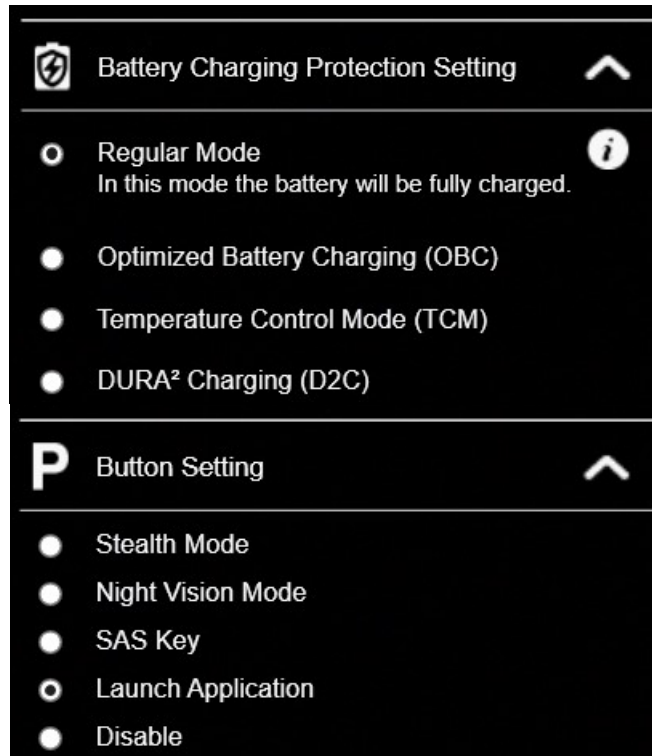 Battery Charging Protection Setting
Regular Mode
i
In this mode the battery will be fully charged.
Optimized Battery Charging (OBC)
Temperature Control Mode (TCM)
DURA² Charging (D2C)
P Button Setting
Stealth Mode
Night Vision Mode
SAS Key
Launch Application
Disable